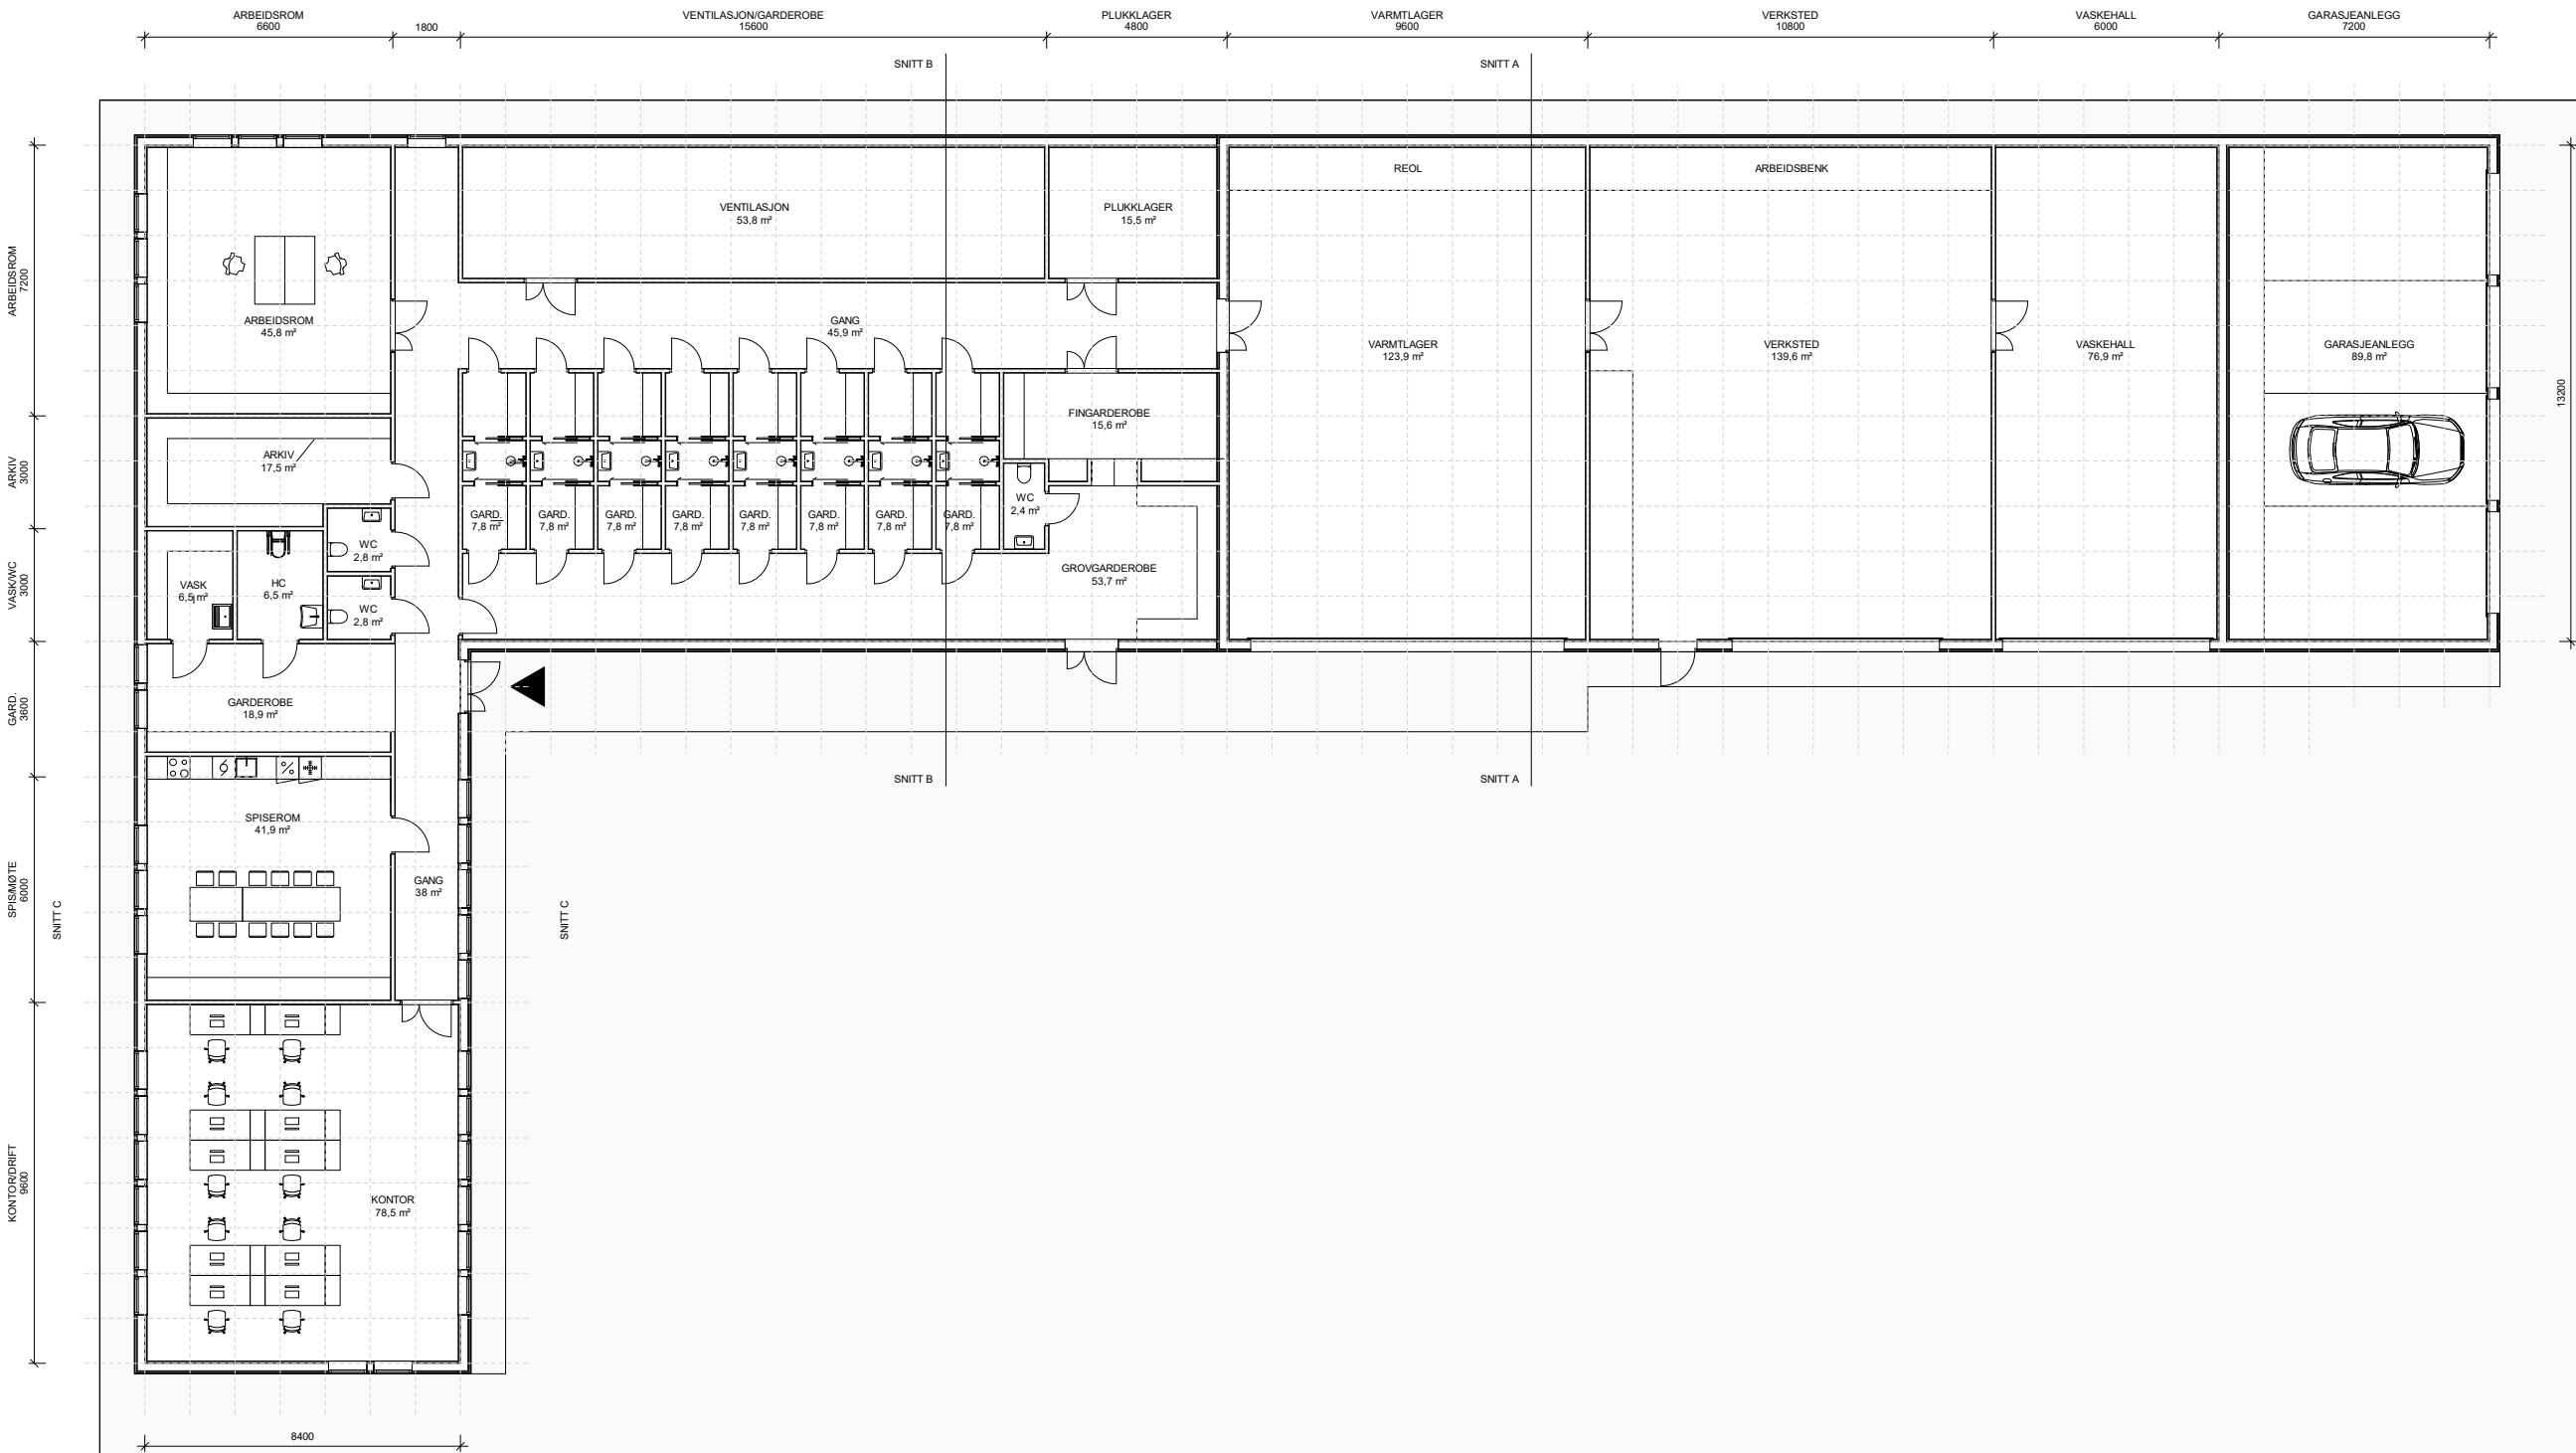 ARBEIDSROM
6600
1800
VENTILASJON/GARDEROBE
15600
PLUKKLAGER
4800
VARMTLAGER
9600
VERKSTED
10800
VASKEHALL
6000
GARASJEANLEGG
7200
SNITT B
SNITT A
REOL
ARBEIDSBENK
VENTILASJON
53,8 m²
PLUKKLAGER
15,5 m²
ARBEIDSROM
7200
ARBEIDSROM
45,8 m²
GANG
45,9 m²
VARMTLAGER
123,9 m²
VERKSTED
139,6 m²
VASKEHALL
76,9 m²
GARASJEANLEGG
89,8 m²
13200
FINGARDEROBE
15,6 m²
ARKIV
3000
ARKIV
17,5 m²
WC
2,4 m²
GARD.
7,8 m²
GARD.
7,8 m²
GARD.
7,8 m²
GARD.
7,8 m²
GARD.
7,8 m²
GARD.
7,8 m²
GARD.
7,8 m²
GARD.
7,8 m²
WC
2,8 m²
VASK/WC
3000
VASK
6,5 m²
HC
6,5 m²
WC
2,8 m²
GROVGARDEROBE
53,7 m²
GARD.
3600
GARDEROBE
18,9 m²
SNITT B
SNITT A
SPISEROM
41,9 m²
SPIS/MØTE
6000
SNITT C
GANG
38 m²
SNITT C
KONTOR/DRIFT
9600
KONTOR
78,5 m²
8400